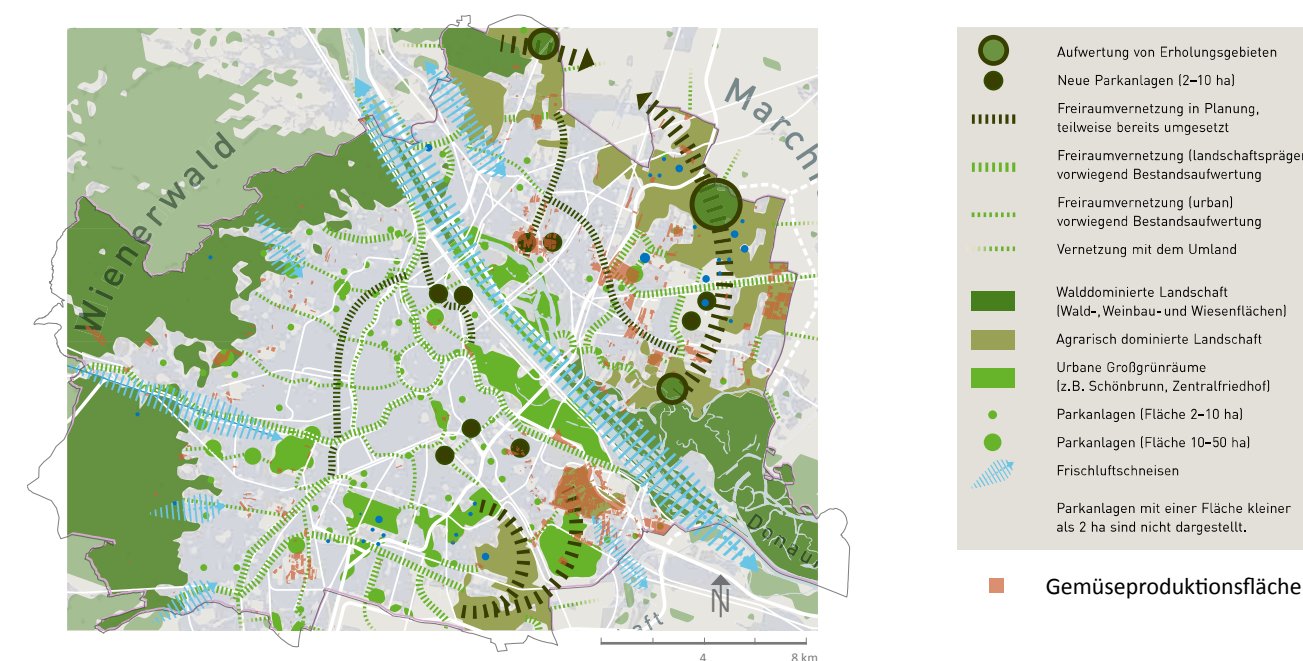 Wienerwald
March
Donau
aft
N
4
8 km
Aufwertung von Erholungsgebieten
Neue Parkanlagen (2–10 ha)
Freiraumvernetzung in Planung,
teilweise bereits umgesetzt
Freiraumvernetzung (landschaftspräge
vorwiegend Bestandsaufwertung
Freiraumvernetzung (urban)
vorwiegend Bestandsaufwertung
Vernetzung mit dem Umland
Walddominierte Landschaft
(Wald-, Weinbau- und Wiesenflächen)
Agrarisch dominierte Landschaft
Urbane Großgrünräume
(z.B. Schönbrunn, Zentralfriedhof)
Parkanlagen (Fläche 2–10 ha)
Parkanlagen (Fläche 10–50 ha)
Frischluftschneisen
Parkanlagen mit einer Fläche kleiner
als 2 ha sind nicht dargestellt.
Gemüseproduktionsfläche